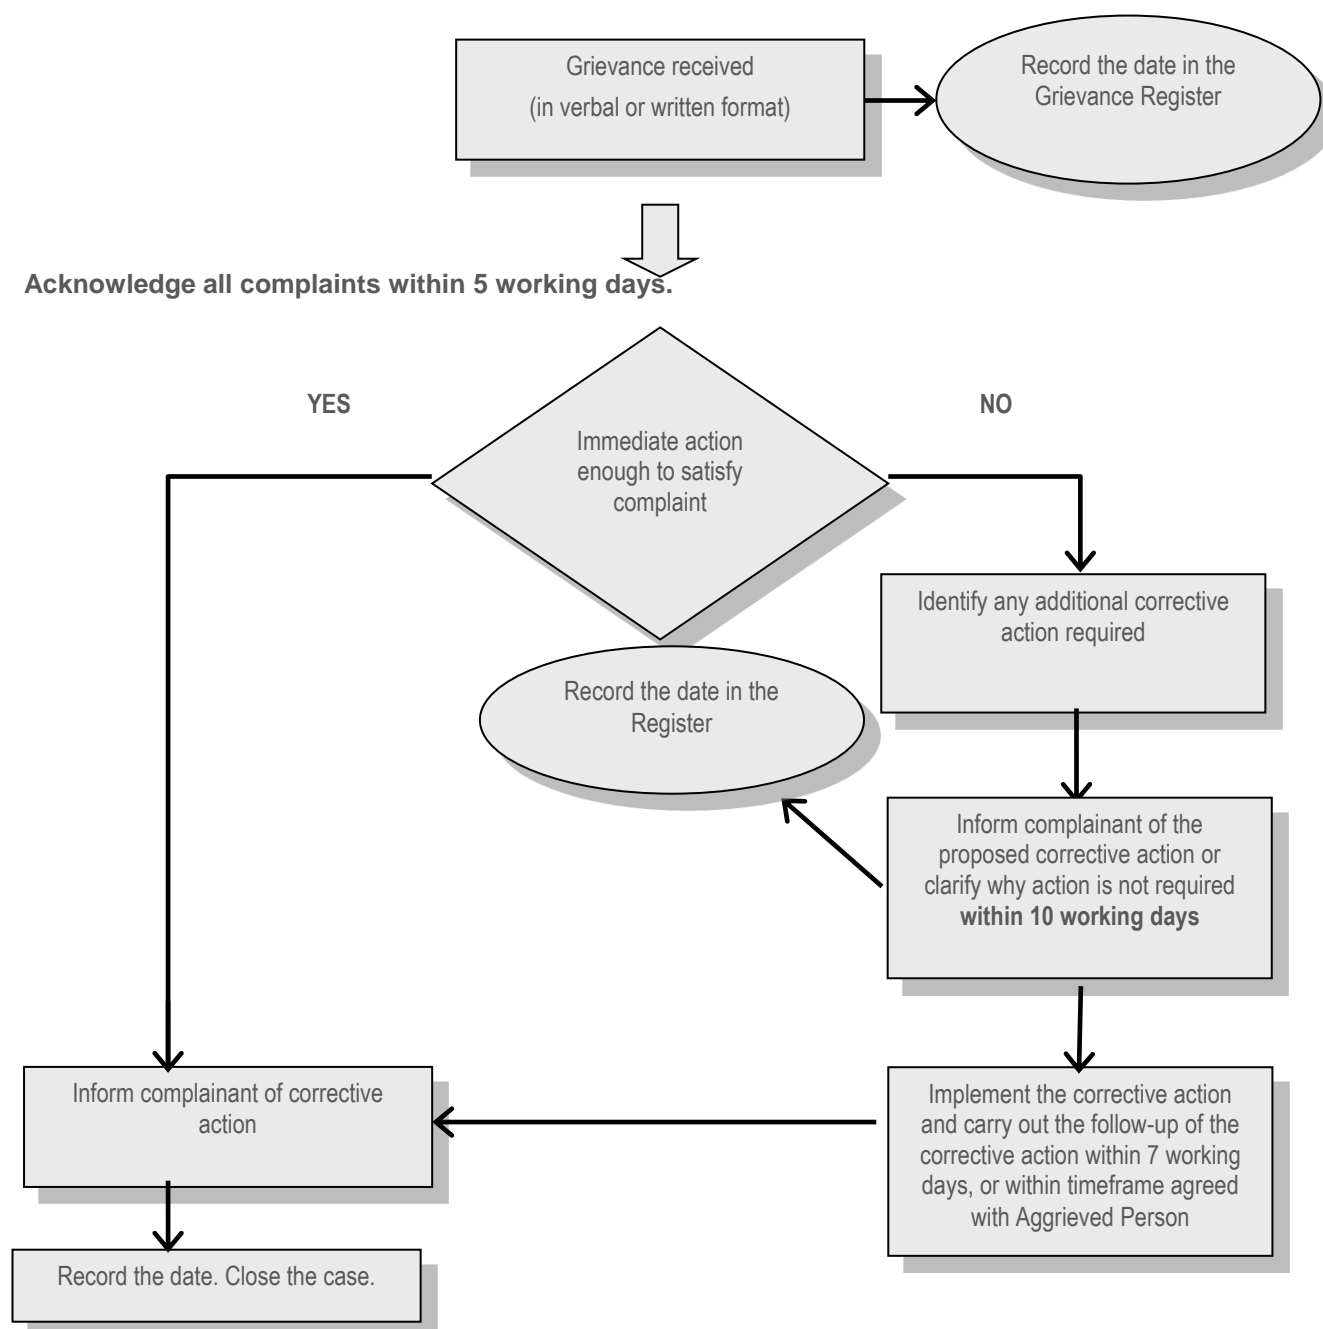 Grievance received
(in verbal or written format)
Record the date in the
Grievance Register
Acknowledge all complaints within 5 working days.
YES
NO
Immediate action
enough to satisfy
complaint
Identify any additional corrective
action required
Record the date in the
Register
Inform complainant of the
proposed corrective action or
clarify why action is not required
within 10 working days
Inform complainant of corrective
action
Implement the corrective action
and carry out the follow-up of the
corrective action within 7 working
days, or within timeframe agreed
with Aggrieved Person
Record the date. Close the case.